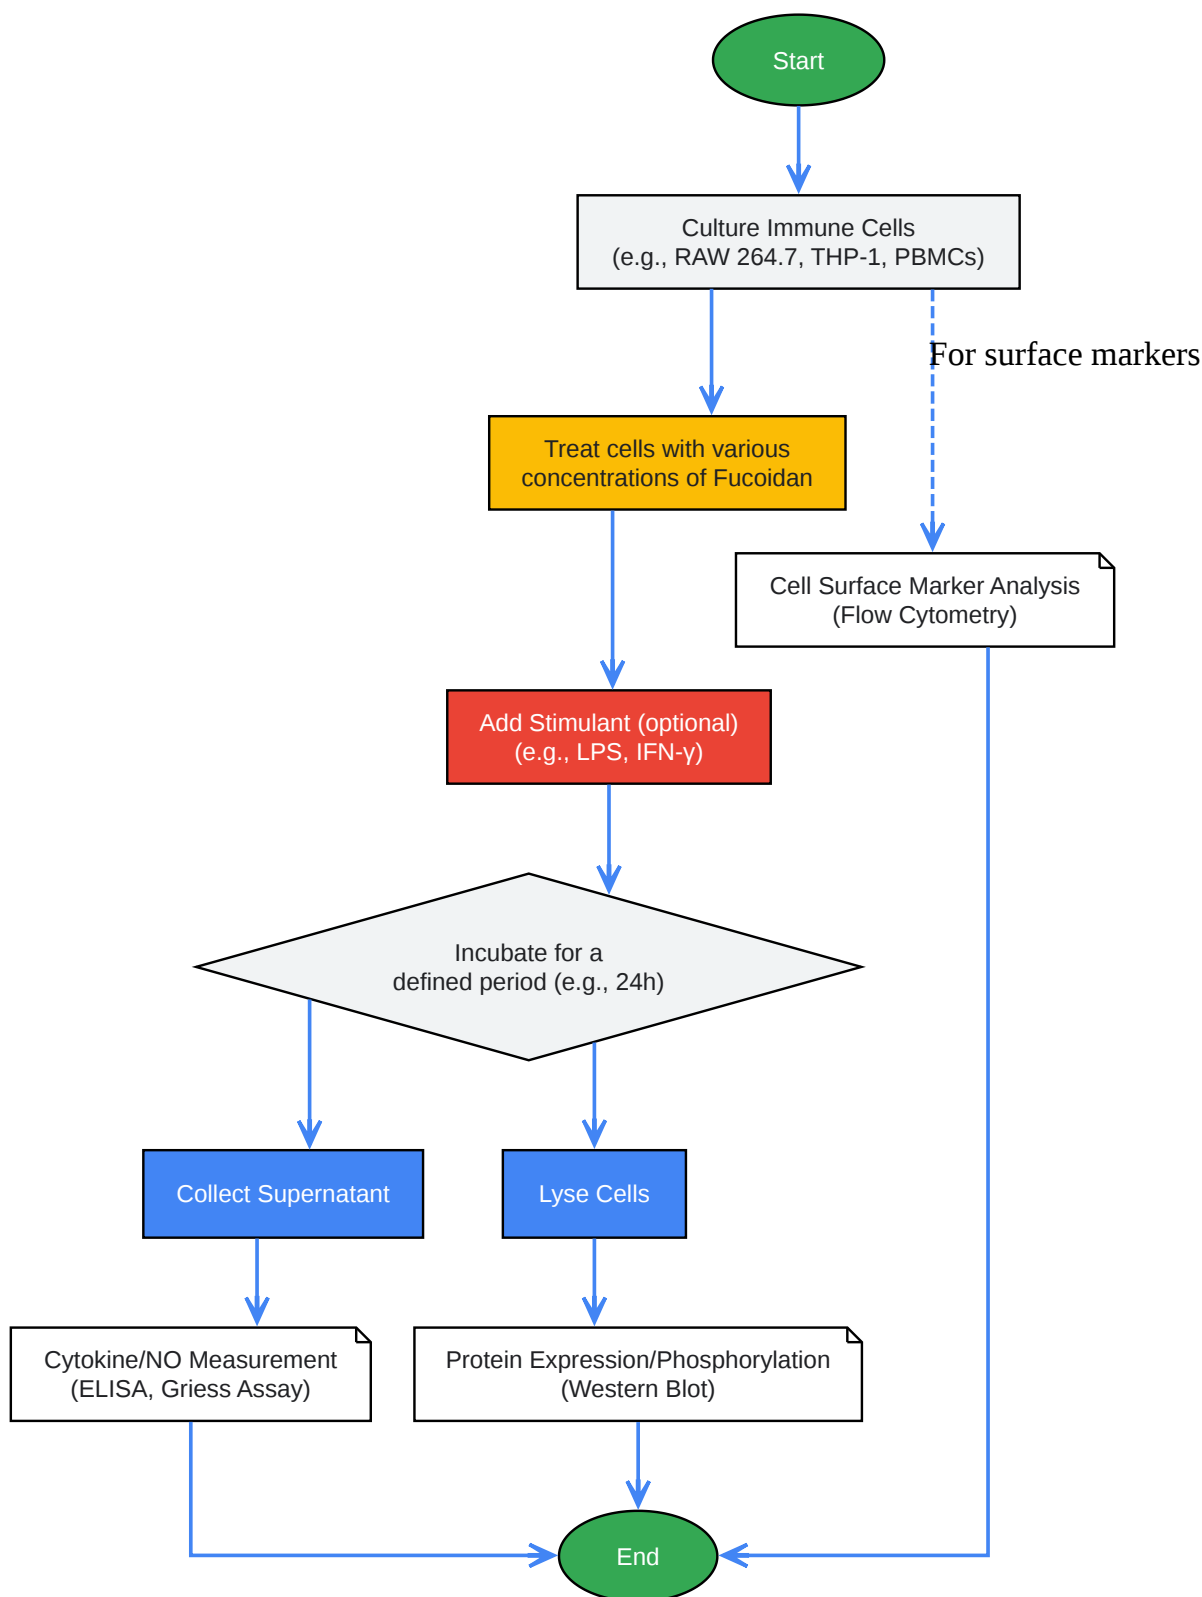 Start
Culture Immune Cells
(e.g., RAW 264.7, THP-1, PBMCs)
For surface markers
Treat cells with various
concentrations of Fucoidan
Cell Surface Marker Analysis
(Flow Cytometry)
Add Stimulant (optional)
(e.g., LPS, IFN-γ)
Incubate for a
defined period (e.g., 24h)
Collect Supernatant
Lyse Cells
Cytokine/NO Measurement
(ELISA, Griess Assay)
Protein Expression/Phosphorylation
(Western Blot)
End